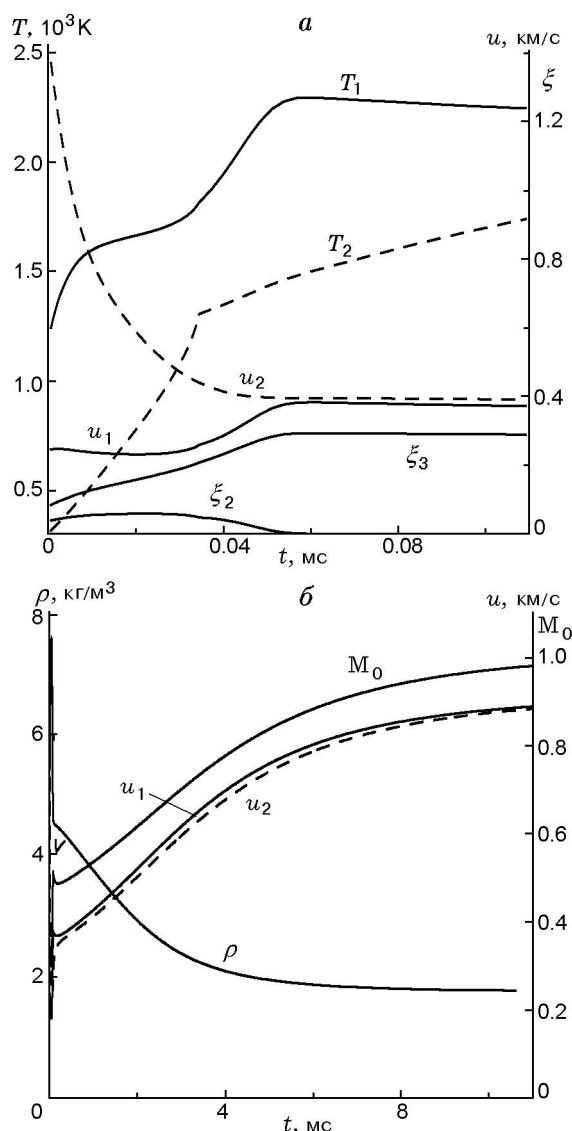 T, 10³K а u, км/с
2.5 ξ
T₁
1.2
2.0
T₂
0.8
1.5
1.0 u₂ 0.4
u₁
ξ₃
0.5 ξ₂
0
0 0.04 0.08
t, мс
ρ, кг/м³ б u, км/с
8 M₀
M₀ 1.0
6 0.8
u₁
u₂
0.6
4
0.4
ρ
2
0.2
0 4 8 0
t, мс